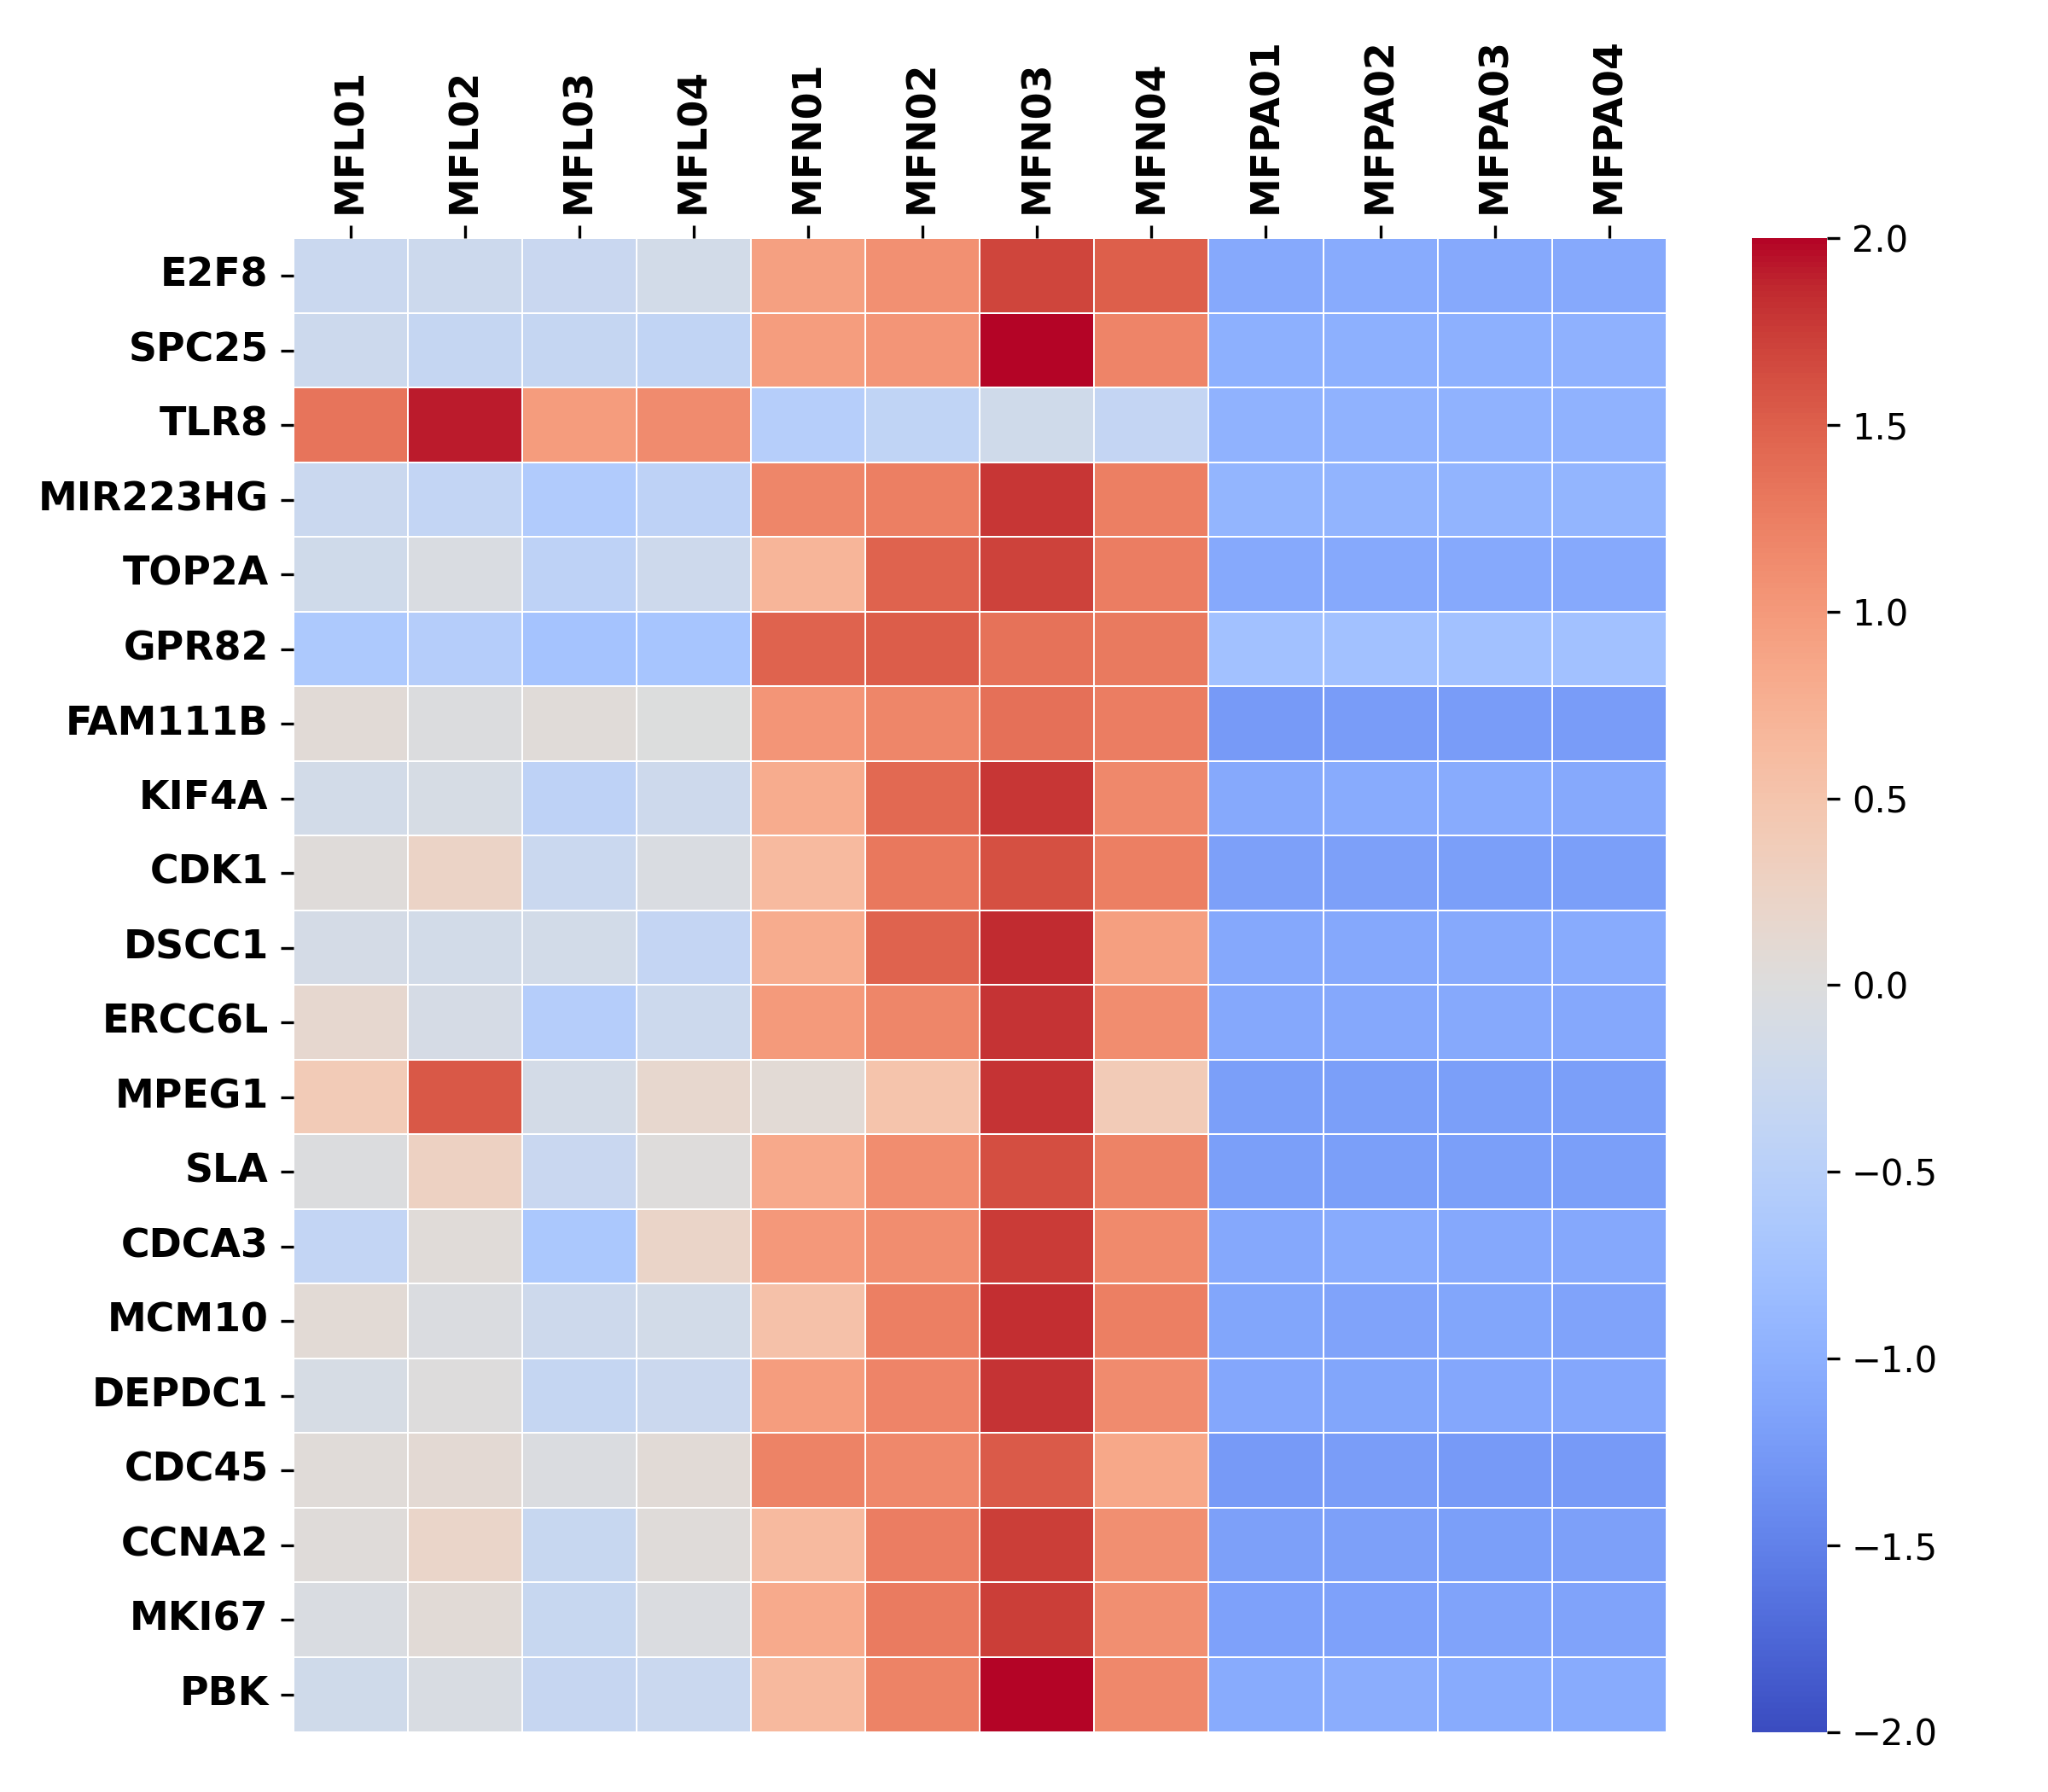 MFL01
MFL02
MFL03
MFL04
MFN01
MFN02
MFN03
MFN04
MFPA01
MFPA02
MFPA03
MFPA04
E2F8
SPC25
TLR8
MIR223HG
TOP2A
GPR82
FAM111B
KIF4A
CDK1
DSCC1
ERCC6L
MPEG1
SLA
CDCA3
MCM10
DEPDC1
CDC45
CCNA2
MKI67
PBK
2.0
1.5
1.0
0.5
0.0
−0.5
−1.0
−1.5
−2.0